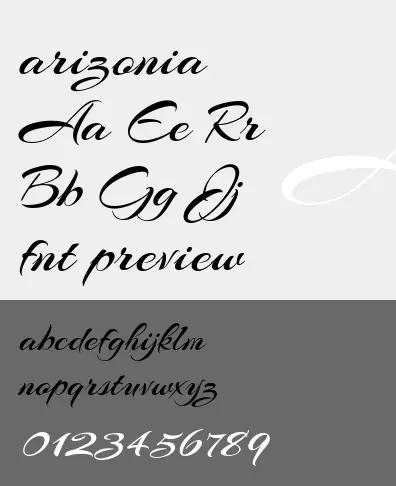 arizonia
Aa Ee Rr
Bb Gg Jj
fnt preview
abcdefghijklm
nopqrstuvwxyz
0123456789